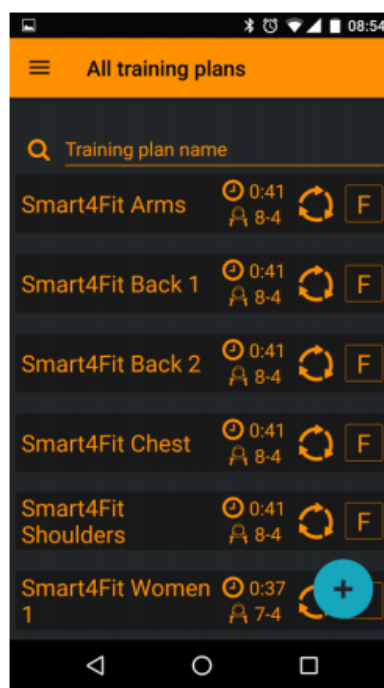 08:54
All training plans
Training plan name
Smart4Fit Arms
0:41
8-4
F
Smart4Fit Back 1
0:41
8-4
F
Smart4Fit Back 2
0:41
8-4
F
Smart4Fit Chest
0:41
8-4
F
Smart4Fit
Shoulders
0:41
8-4
F
Smart4Fit Women
1
0:37
7-4
+